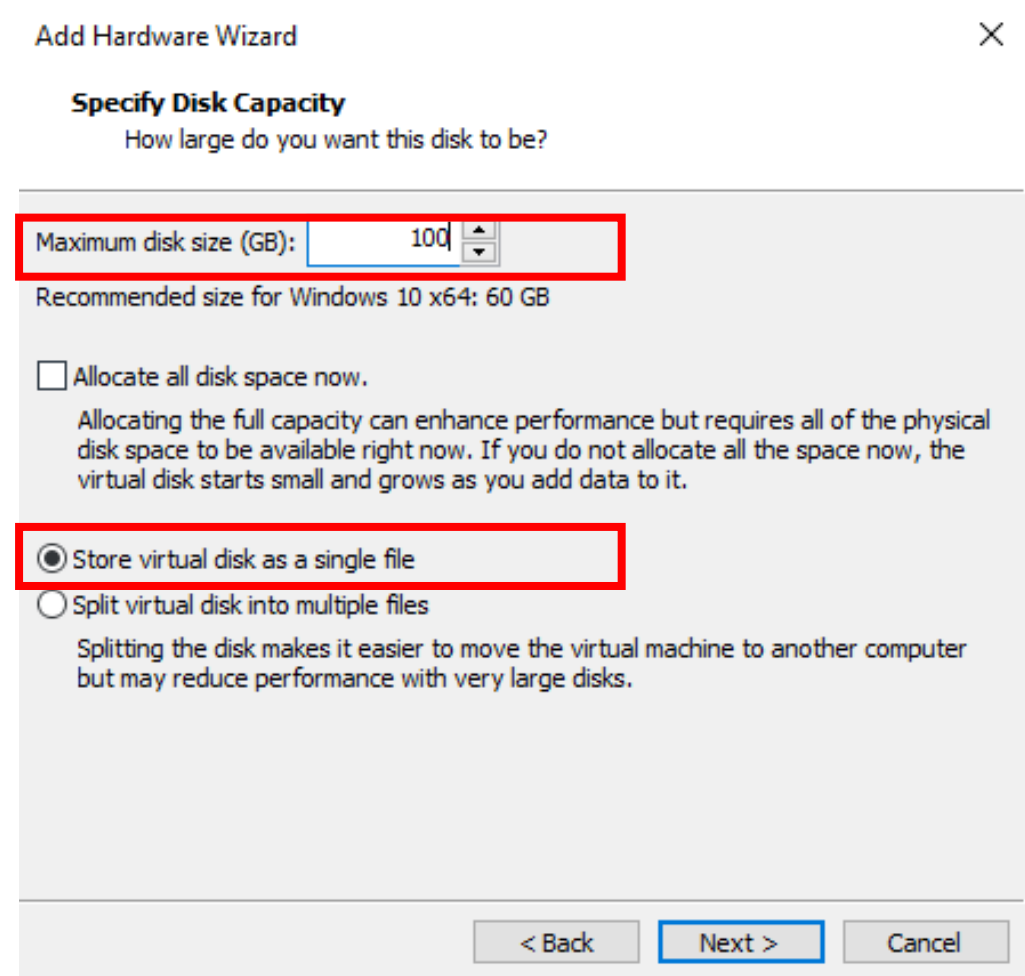 Add Hardware Wizard
Specify Disk Capacity
How large do you want this disk to be?
Maximum disk size (GB): 100
Recommended size for Windows 10 x64: 60 GB
Allocate all disk space now.
Allocating the full capacity can enhance performance but requires all of the physical
disk space to be available right now. If you do not allocate all the space now, the
virtual disk starts small and grows as you add data to it.
Store virtual disk as a single file
Split virtual disk into multiple files
Splitting the disk makes it easier to move the virtual machine to another computer
but may reduce performance with very large disks.
< Back Next > Cancel